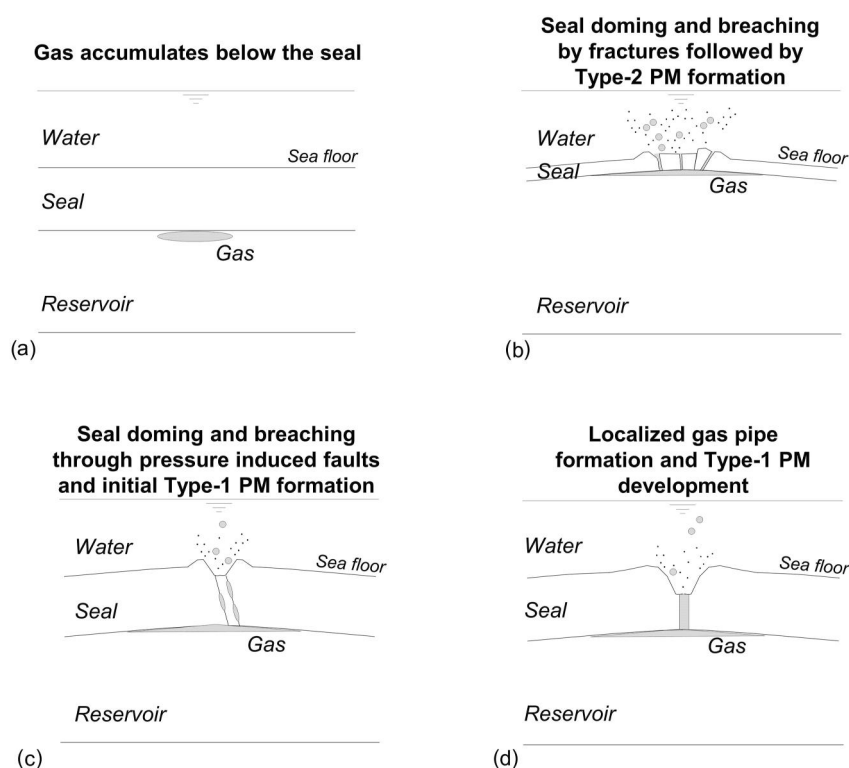 Gas accumulates below the seal
Water
Sea floor
Seal
Gas
Reservoir
(a)
Seal doming and breaching
by fractures followed by
Type-2 PM formation
Water
Sea floor
Seal
Gas
Reservoir
(b)
Seal doming and breaching
through pressure induced faults
and initial Type-1 PM formation
Water
Sea floor
Seal
Gas
Reservoir
(c)
Localized gas pipe
formation and Type-1 PM
development
Water
Sea floor
Seal
Gas
Reservoir
(d)